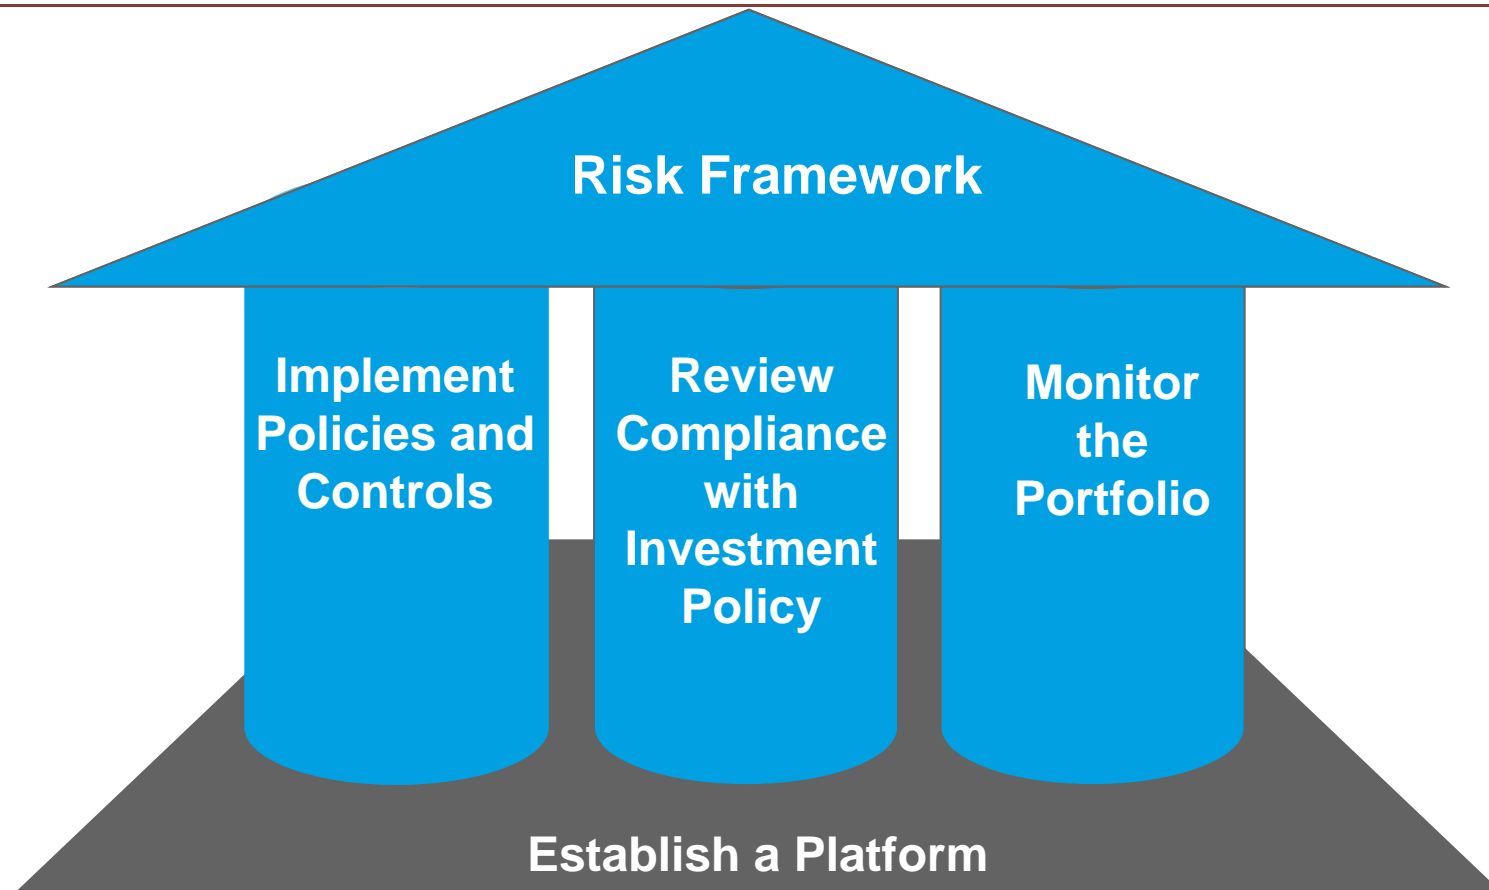 Risk Framework
Implement
Policies and
Controls
Review
Compliance
with
Investment
Policy
Monitor
the
Portfolio
Establish a Platform